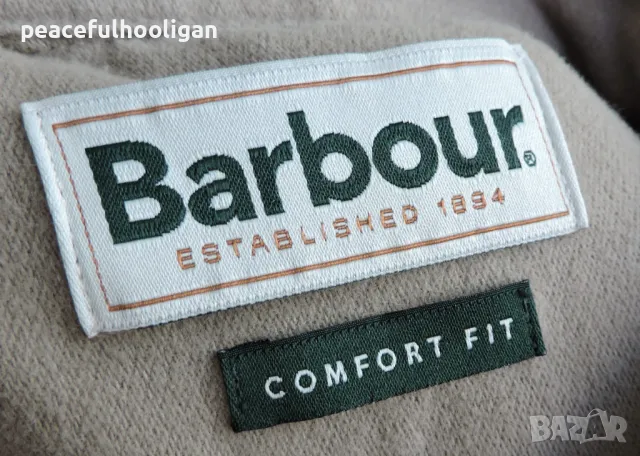 peacefulhooligan
Barbour.®
ESTABLISHED 1894
COMFORT FIT
BAZAR